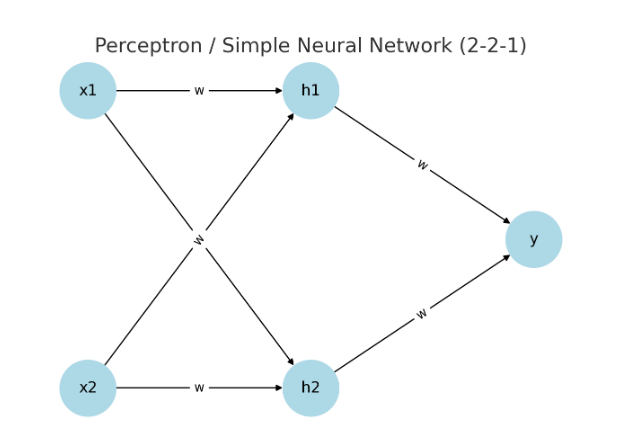 Perceptron / Simple Neural Network (2-2-1)
x1
w
h1
w
w
y
w
x2
w
h2